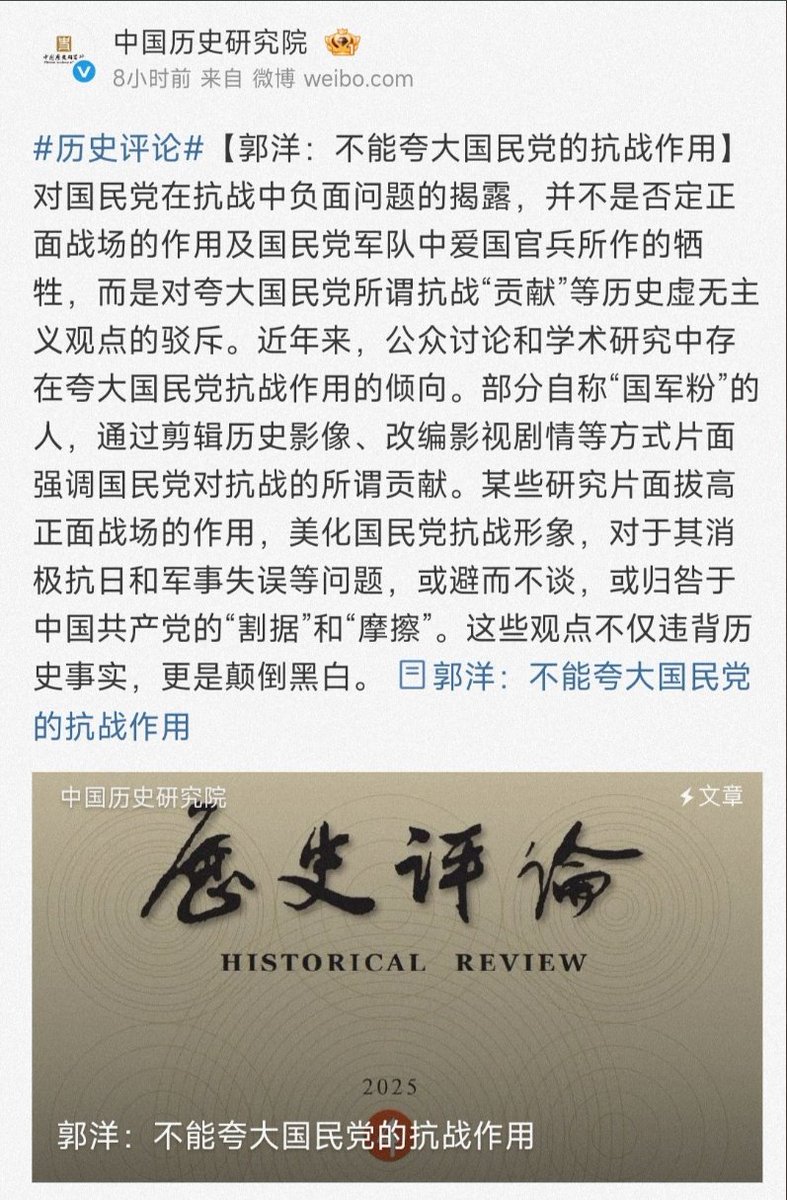 中国历史研究院
8小时前 来自 微博 weibo.com
#历史评论#【郭洋：不能夸大国民党的抗战作用】
对国民党在抗战中负面问题的揭露，并不是否定正
面战场的作用及国民党军队中爱国官兵所作的牺
牲，而是对夸大国民党所谓抗战“贡献”等历史虚无主
义观点的驳斥。近年来，公众讨论和学术研究中存
在夸大国民党抗战作用的倾向。部分自称“国军粉”的
人，通过剪辑历史影像、改编影视剧情等方式片面
强调国民党对抗战的所谓贡献。某些研究片面拔高
正面战场的作用，美化国民党抗战形象，对于其消
极抗日和军事失误等问题，或避而不谈，或归咎于
中国共产党的“割据”和“摩擦”。这些观点不仅违背历
史事实，更是颠倒黑白。 郭洋：不能夸大国民党
的抗战作用
中国历史研究院
文章
歷史评论
HISTORICAL REVIEW
2025
郭洋：不能夸大国民党的抗战作用